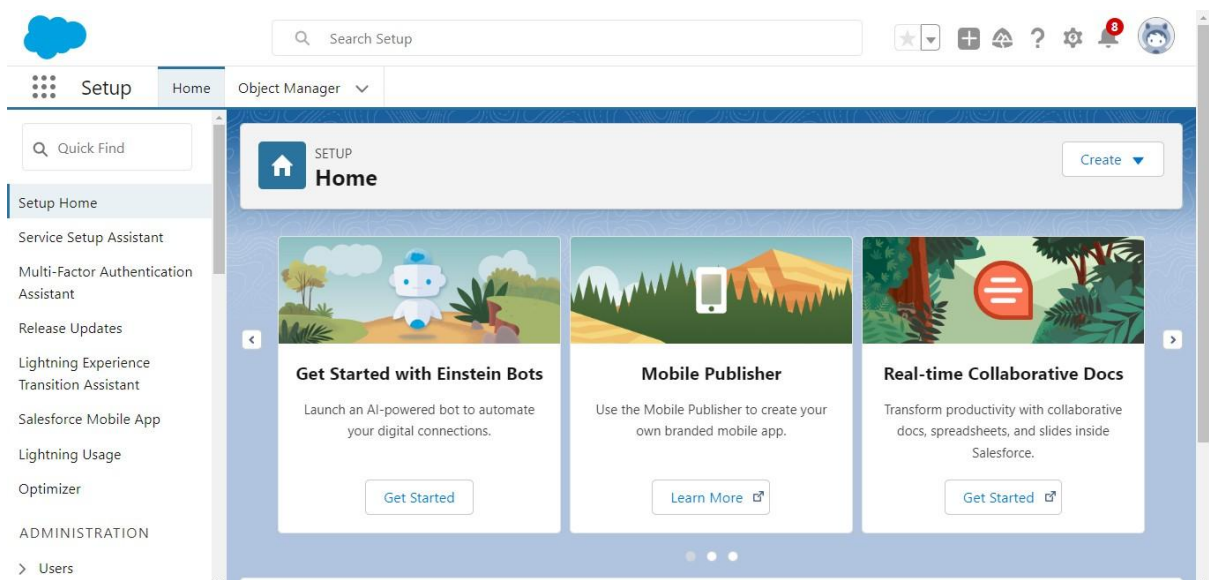 Search Setup
8
Setup
Home
Object Manager
Quick Find
Setup Home
Service Setup Assistant
Multi-Factor Authentication
Assistant
Release Updates
Lightning Experience
Transition Assistant
Salesforce Mobile App
Lightning Usage
Optimizer
ADMINISTRATION
Users
SETUP
Home
Create
Get Started with Einstein Bots
Launch an AI-powered bot to automate
your digital connections.
Get Started
Mobile Publisher
Use the Mobile Publisher to create your
own branded mobile app.
Learn More
Real-time Collaborative Docs
Transform productivity with collaborative
docs, spreadsheets, and slides inside
Salesforce.
Get Started